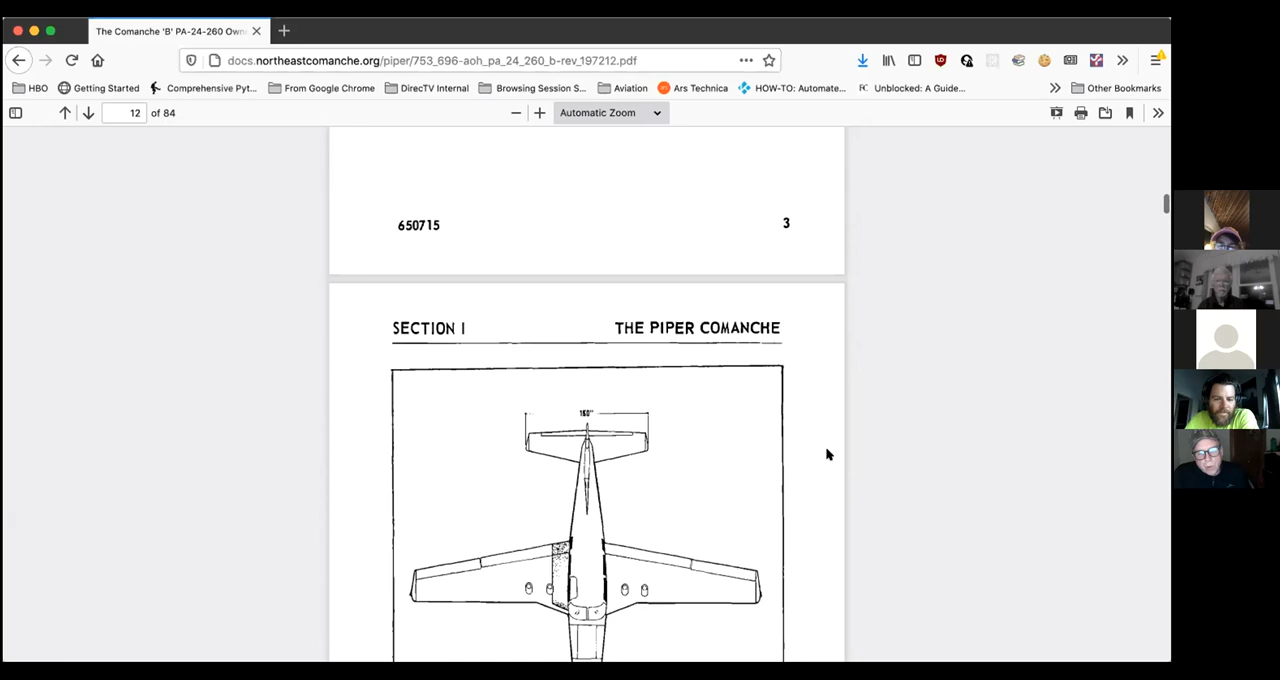 The Comanche 'B' PA-24-260 Own
docs.northeastcomanche.org/piper/753_696-aoh_pa_24_260_b-rev_197212.pdf
HBO Getting Started Comprehensive Pyt... From Google Chrome DirecTV Internal Browsing Session S... Aviation Ars Technica HOW-TO: Automate... Unblocked: A Guide... Other Bookmarks
12 of 84 Automatic Zoom
650715 3
SECTION I THE PIPER COMANCHE
160"